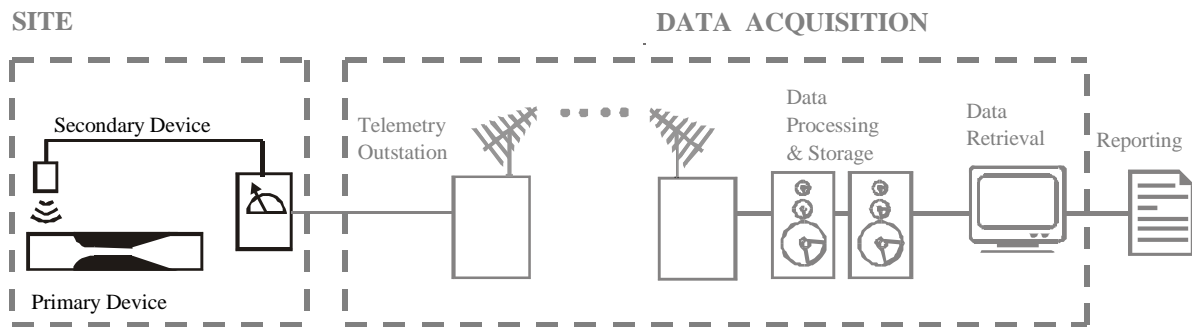 SITE
DATA ACQUISITION
Secondary Device
Telemetry
Outstation
Data
Processing
& Storage
Data
Retrieval
Reporting
Primary Device